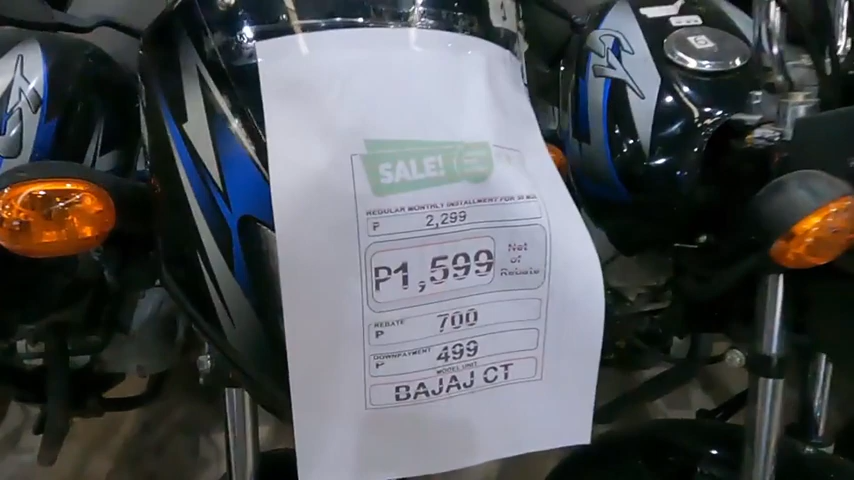 SALE!
REGULAR MONTHLY INSTALLMENT FOR 36 MOS
P 2,299
P1,599 Net of Rebate
REBATE
P 700
DOWNPAYMENT
P 499
MODEL UNIT
BAJAJ CT